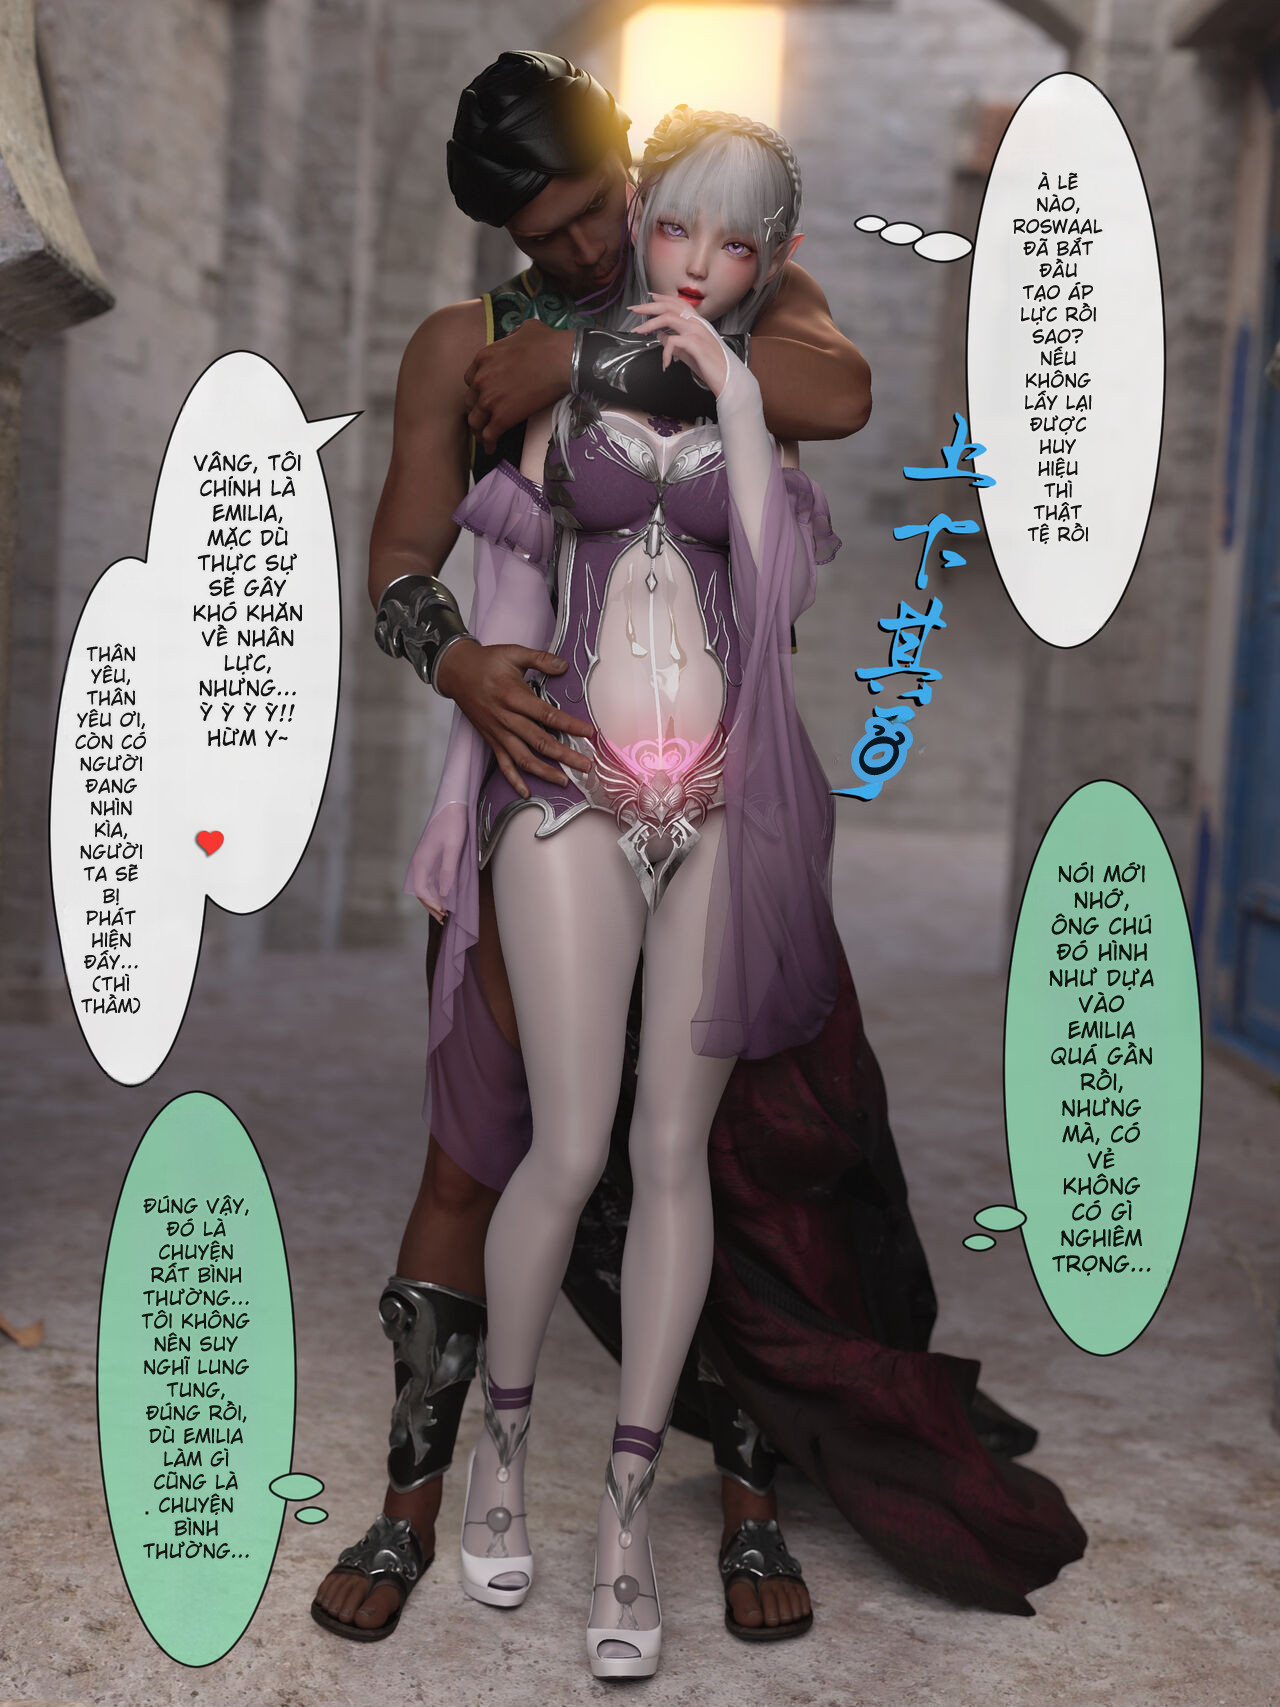 À LẼ
NÀO,
ROSWAAL
ĐÃ BẮT
ĐẦU
TẠO ÁP
LỰC RỒI
SAO?
NẾU
KHÔNG
LẤY LẠI
ĐƯỢC
HUY
HIỆU
THÌ
THẬT
TỆ RỒI
VÂNG, TÔI
CHÍNH LÀ
EMILIA,
MẶC DÙ
THỰC SỰ
SẼ GÂY
KHÓ KHĂN
VỀ NHÂN
LỰC,
NHƯNG...
Ỳ Ỳ Ỳ Ỳ!!
HỪM Y~
THÂN
YÊU,
THÂN
YÊU ƠI,
CÒN CÓ
NGƯỜI
ĐANG
NHÌN
KÌA,
NGƯỜI
TA SẼ
BỊ
PHÁT
HIỆN
ĐẤY...
(THÌ
THẦM)
上
下
其
NÓI MỚI
NHỚ,
ÔNG CHÚ
ĐÓ HÌNH
NHƯ DỰA
VÀO
EMILIA
QUÁ GẦN
RỒI,
NHƯNG
MÀ, CÓ
VẺ
KHÔNG
CÓ GÌ
NGHIÊM
TRỌNG...
ĐÚNG VẬY,
ĐÓ LÀ
CHUYỆN
RẤT BÌNH
THƯỜNG...
TÔI KHÔNG
NÊN SUY
NGHĨ LUNG
TUNG,
ĐÚNG RỒI,
DÙ EMILIA
LÀM GÌ
CŨNG LÀ
. CHUYỆN
BÌNH
THƯỜNG...